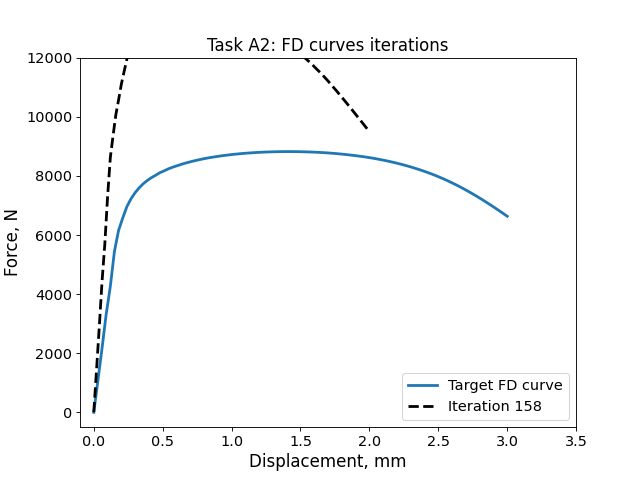 Task A2: FD curves iterations
12000
10000
8000
6000
4000
2000
0
Force, N
Target FD curve
Iteration 158
0.0 0.5 1.0 1.5 2.0 2.5 3.0 3.5
Displacement, mm